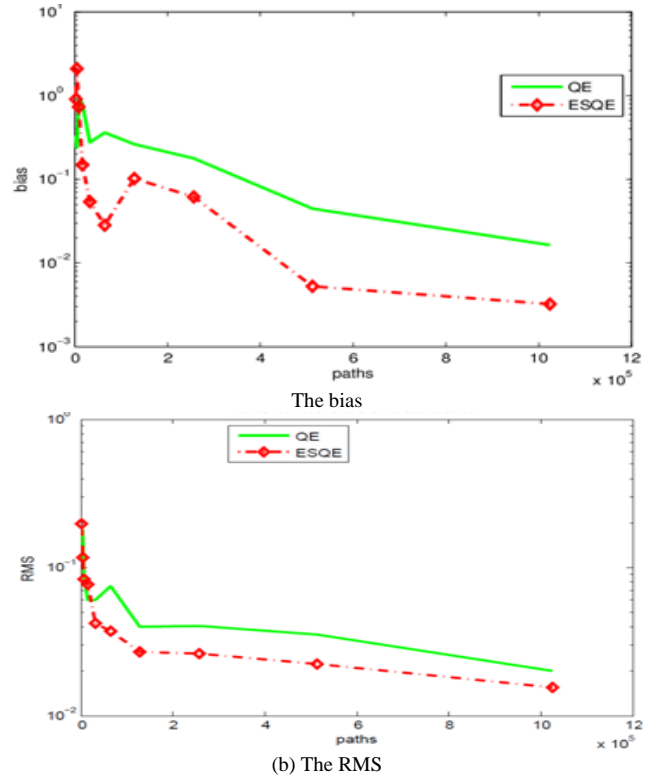 10¹
10⁰
10⁻¹
10⁻²
10⁻³
bias
QE
ESQE
0 2 4 6 8 10 12
paths
× 10⁵
The bias
10⁰
10⁻¹
10⁻²
RMS
QE
ESQE
0 2 4 6 8 10 12
paths
× 10⁵
(b) The RMS